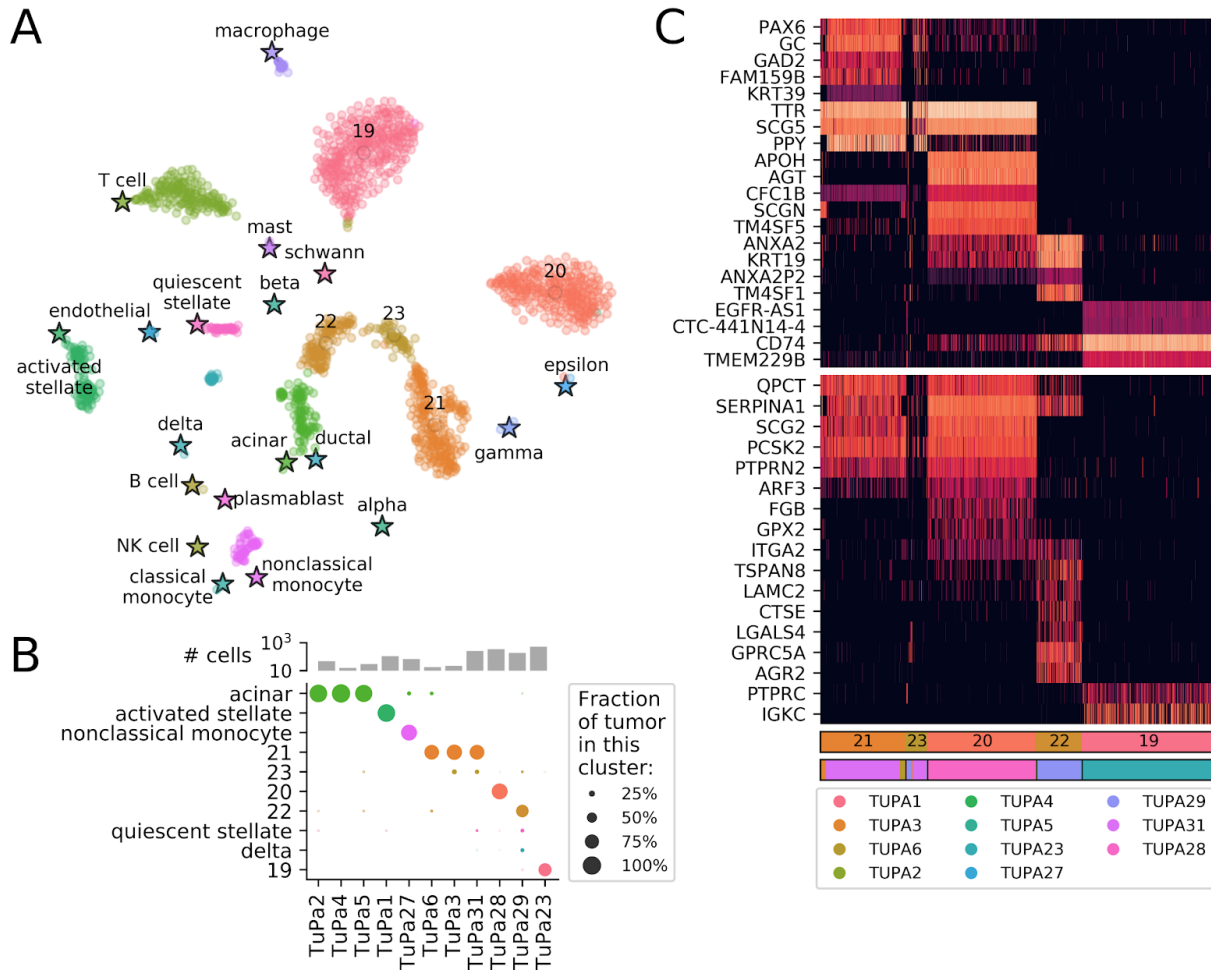 A
macrophage
19
T cell
mast
schwann
20
quiescent
stellate
beta
endothelial
22
23
activated
stellate
epsilon
21
delta
acinar
ductal
gamma
B cell
plasmablast
alpha
NK cell
nonclassical
monocyte
classical
monocyte
B
# cells
10³
10
acinar
activated stellate
nonclassical monocyte
21
23
20
22
quiescent stellate
delta
19
TuPa2
TuPa4
TuPa5
TuPa1
TuPa27
TuPa6
TuPa3
TuPa31
TuPa28
TuPa29
TuPa23
Fraction
of tumor
in this
cluster:
25%
50%
75%
100%
C
PAX6
GC
GAD2
FAM159B
KRT39
TTR
SCG5
PPY
APOH
AGT
CFC1B
SCGN
TM4SF5
ANXA2
KRT19
ANXA2P2
TM4SF1
EGFR-AS1
CTC-441N14-4
CD74
TMEM229B
QPCT
SERPINA1
SCG2
PCSK2
PTPRN2
ARF3
FGB
GPX2
ITGA2
TSPAN8
LAMC2
CTSE
LGALS4
GPRC5A
AGR2
PTPRC
IGKC
21 23 20 22 19
TUPA1 TUPA4 TUPA29
TUPA3 TUPA5 TUPA31
TUPA6 TUPA23 TUPA28
TUPA2 TUPA27